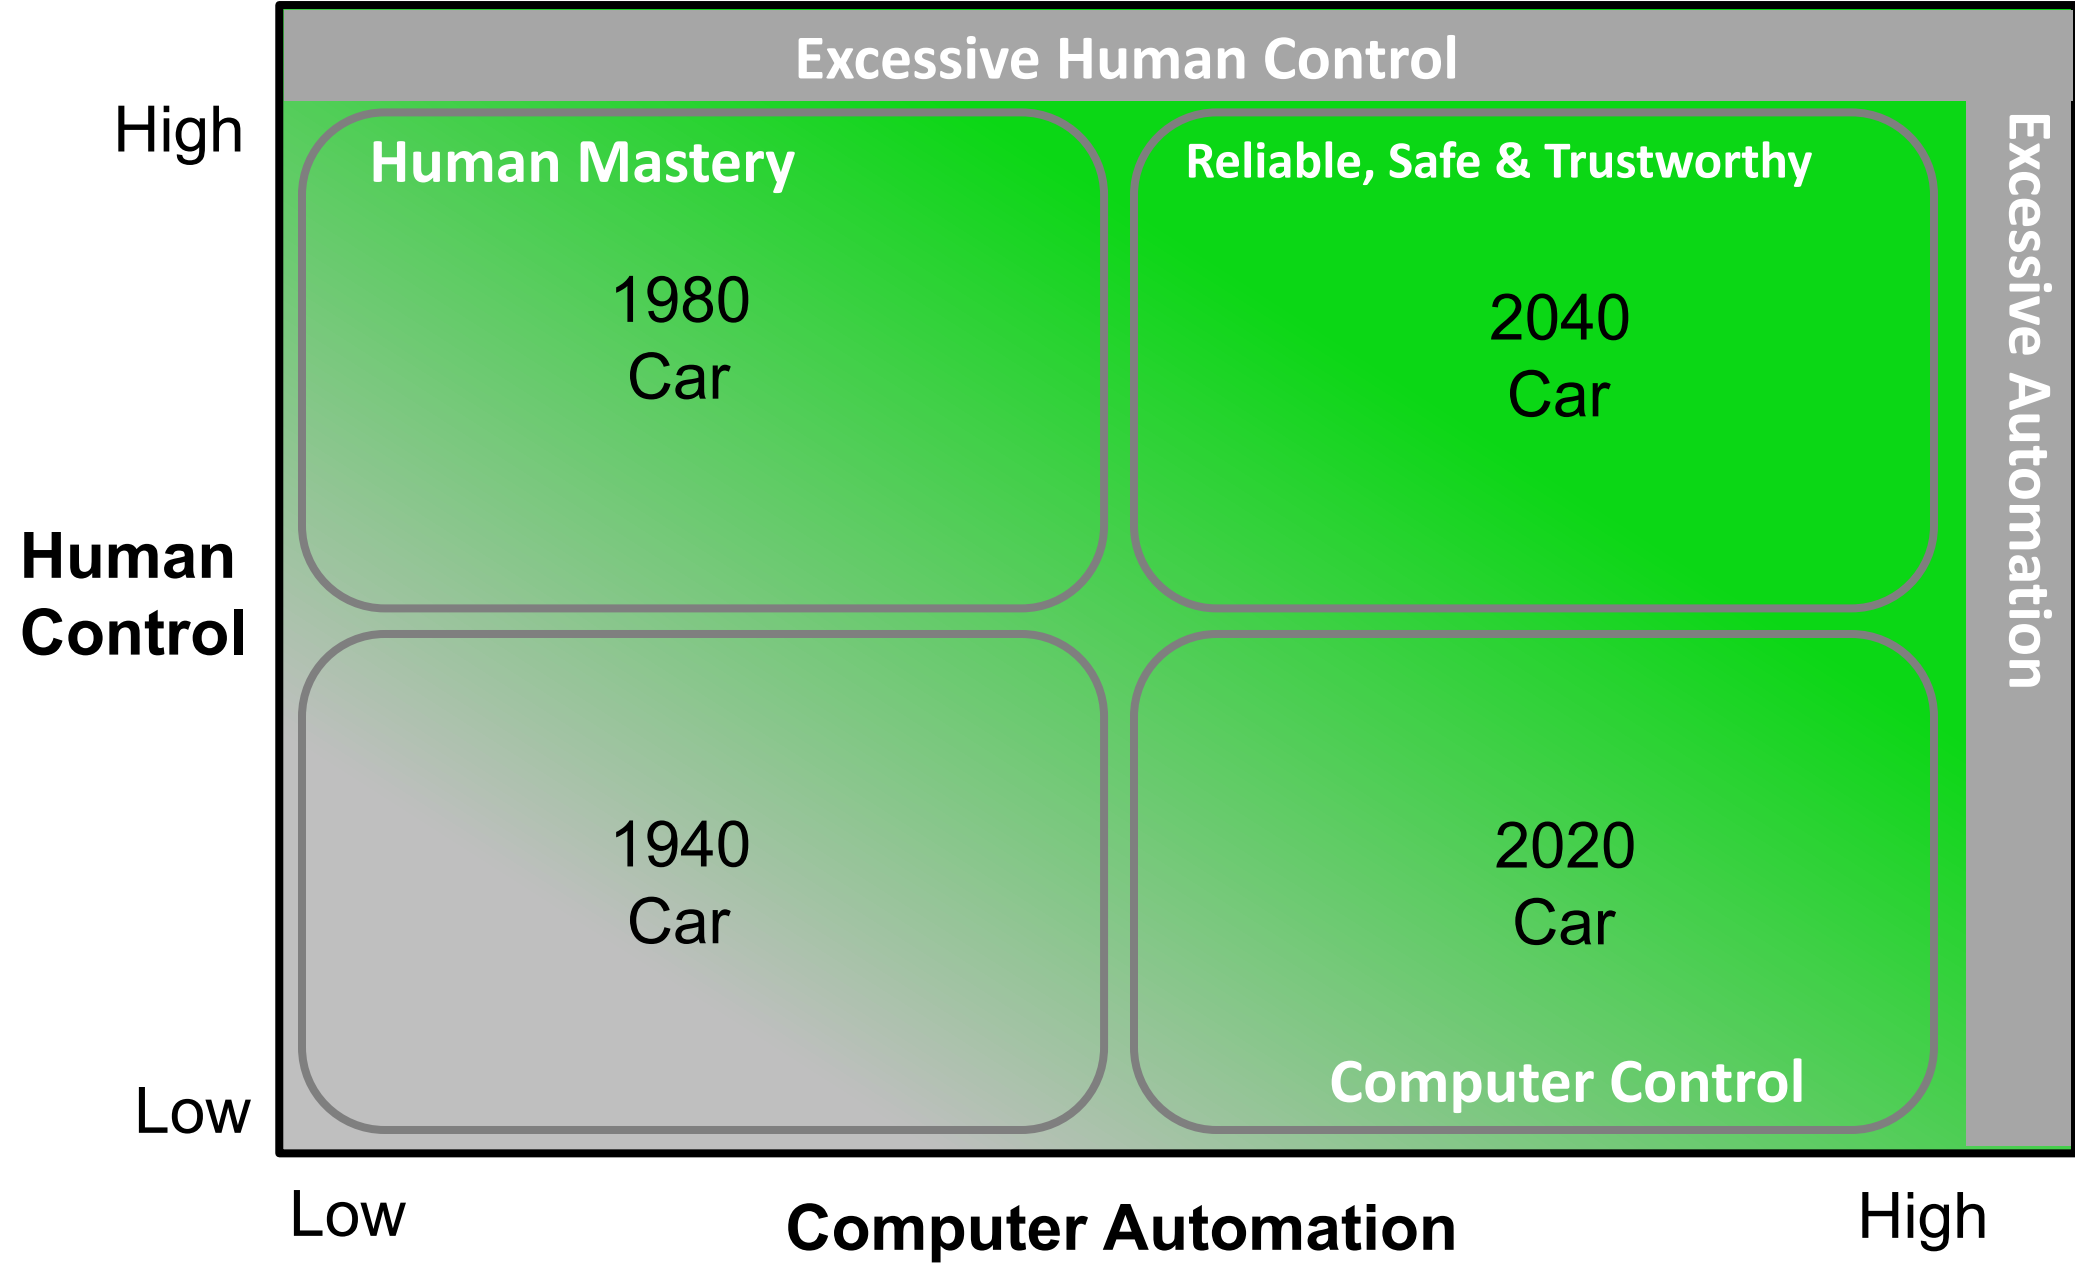 Excessive Human Control
High
Human Mastery
Reliable, Safe & Trustworthy
Excessive Automation
1980
Car
2040
Car
Human
Control
1940
Car
2020
Car
Computer Control
Low
Low
Computer Automation
High